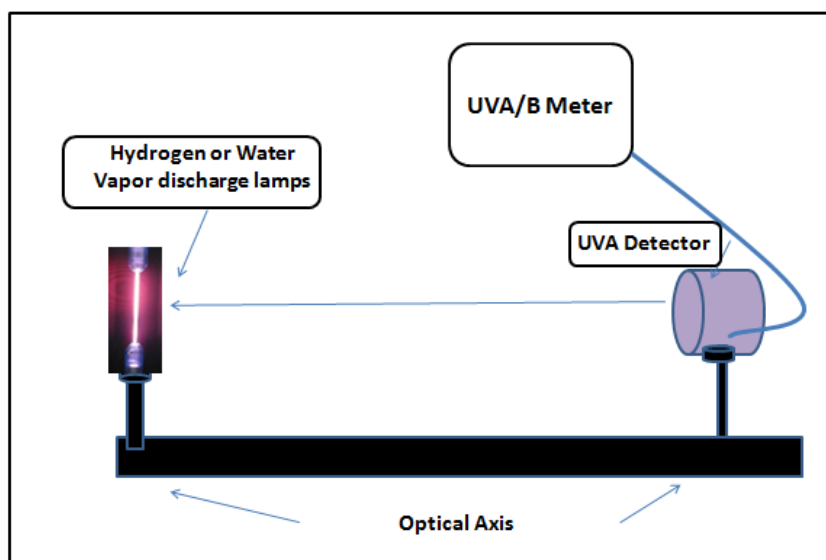 UVA/B Meter
Hydrogen or Water
Vapor discharge lamps
UVA Detector
Optical Axis